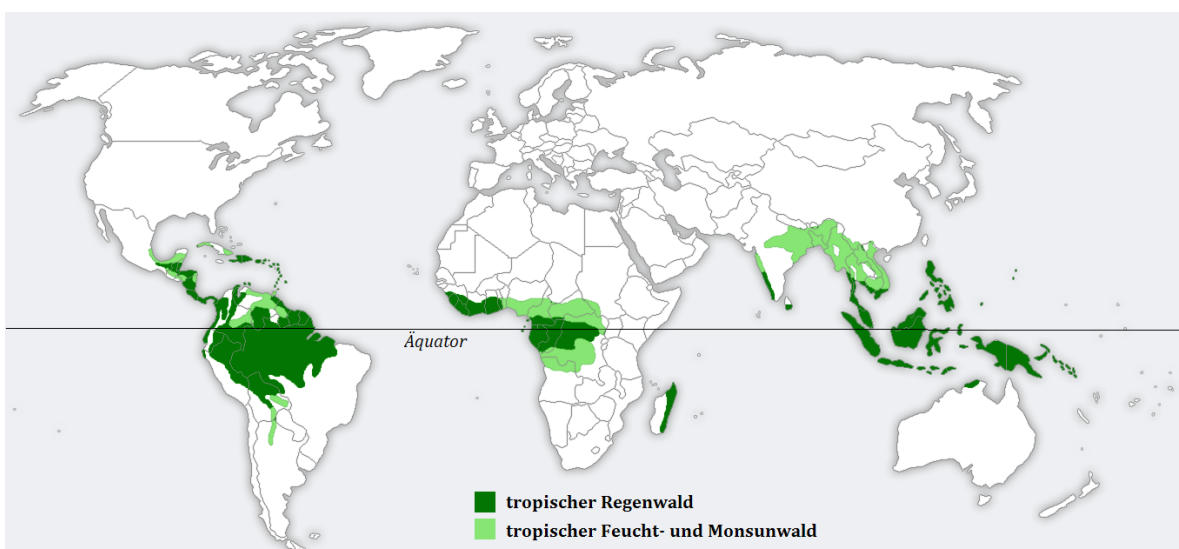 Äquator
tropischer Regenwald
tropischer Feucht- und Monsunwald